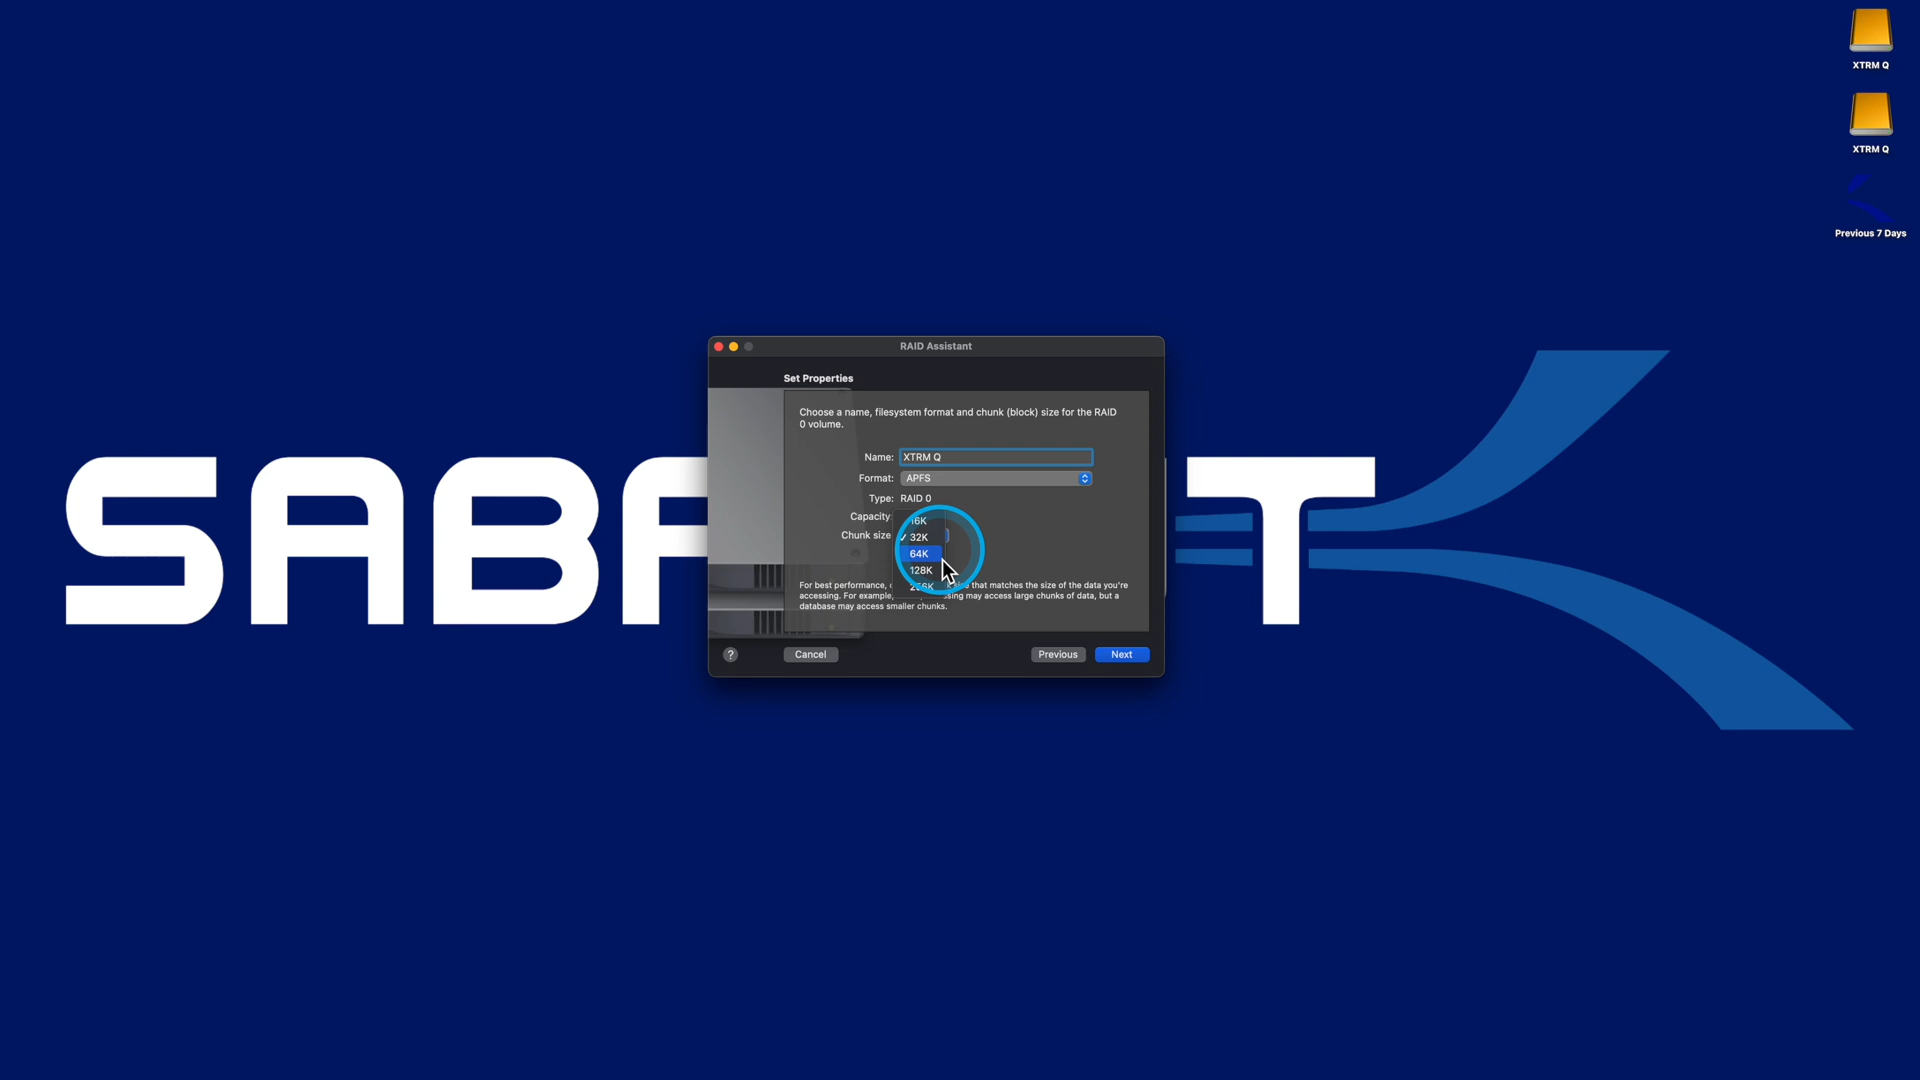 XTRM Q
XTRM Q
Previous 7 Days
RAID Assistant
Set Properties
Choose a name, filesystem format and chunk (block) size for the RAID
0 volume.
Name: XTRM Q
Format: APFS
Type: RAID 0
Capacity
16K
Chunk size ✓ 32K
64K
128K
256K
For best performance, that matches the size of the data you're
accessing. For example, may access large chunks of data, but a
database may access smaller chunks.
? Cancel Previous Next